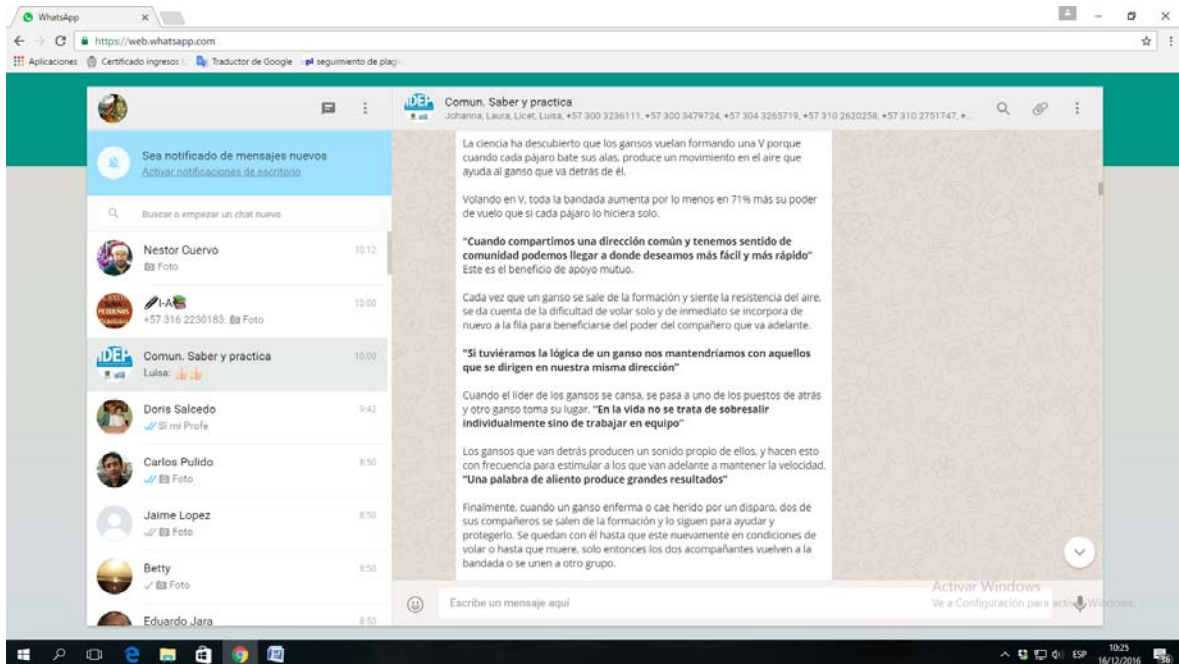 WhatsApp
https://web.whatsapp.com
Aplicaciones Certificado ingresos Traductor de Google seguimiento de plag
IDEP
Comun. Saber y practica
Johanna, Laura, Licet, Luisa, +57 300 3236111, +57 300 3479724, +57 304 3265719, +57 310 2620258, +57 310 2751747, +...
Sea notificado de mensajes nuevos
Activar notificaciones de escritorio
Buscar o empezar un chat nuevo
Nestor Cuervo 10:12
Foto
I-A 10:00
+57 316 2230183: Foto
IDEP
Comun. Saber y practica 10:00
Luisa:
Doris Salcedo 9:42
Si mi Profe
Carlos Pulido 8:50
Foto
Jaime Lopez 8:50
Foto
Betty 8:50
Foto
Eduardo Jara 8:50
La ciencia ha descubierto que los gansos vuelan formando una V porque
cuando cada pájaro bate sus alas, produce un movimiento en el aire que
ayuda al ganso que va detrás de él.
Volando en V, toda la bandada aumenta por lo menos en 71% más su poder
de vuelo que si cada pájaro lo hiciera solo.
"Cuando compartimos una dirección común y tenemos sentido de
comunidad podemos llegar a donde deseamos más fácil y más rápido"
Este es el beneficio de apoyo mutuo.
Cada vez que un ganso se sale de la formación y siente la resistencia del aire,
se da cuenta de la dificultad de volar solo y de inmediato se incorpora de
nuevo a la fila para beneficiarse del poder del compañero que va adelante.
"Si tuviéramos la lógica de un ganso nos mantendríamos con aquellos
que se dirigen en nuestra misma dirección"
Cuando el líder de los gansos se cansa, se pasa a uno de los puestos de atrás
y otro ganso toma su lugar. "En la vida no se trata de sobresalir
individualmente sino de trabajar en equipo"
Los gansos que van detrás producen un sonido propio de ellos, y hacen esto
con frecuencia para estimular a los que van adelante a mantener la velocidad.
"Una palabra de aliento produce grandes resultados"
Finalmente, cuando un ganso enferma o cae herido por un disparo, dos de
sus compañeros se salen de la formación y lo siguen para ayudar y
protegerlo. Se quedan con él hasta que este nuevamente en condiciones de
volar o hasta que muere, solo entonces los dos acompañantes vuelven a la
bandada o se unen a otro grupo.
Escribe un mensaje aquí
Activar Windows
Ve a Configuración para activar Windows.
ESP
10:25
16/12/2016